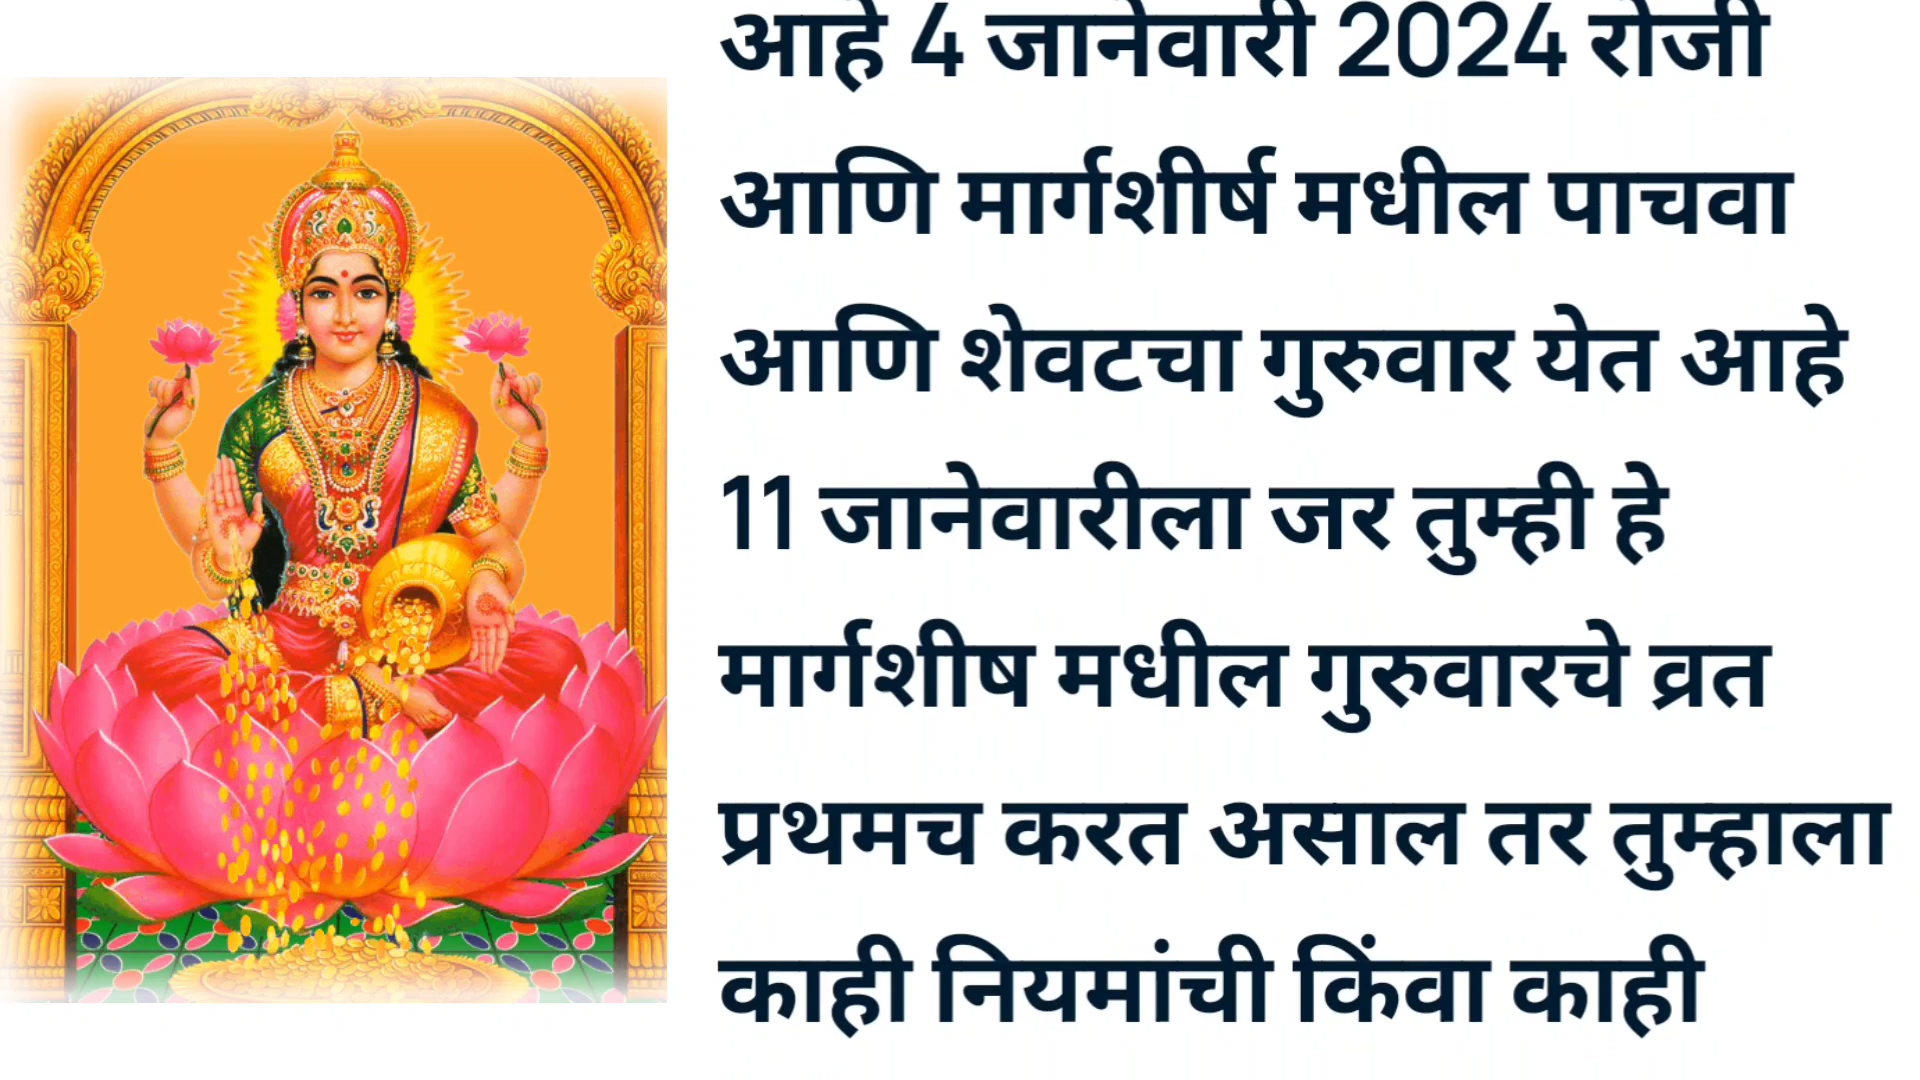 आहे 4 जानेवारी 2024 रोजी
आणि मार्गशीर्ष मधील पाचवा
आणि शेवटचा गुरुवार येत आहे
11 जानेवारीला जर तुम्ही हे
मार्गशीष मधील गुरुवारचे व्रत
प्रथमच करत असाल तर तुम्हाला
काही नियमांची किंवा काही